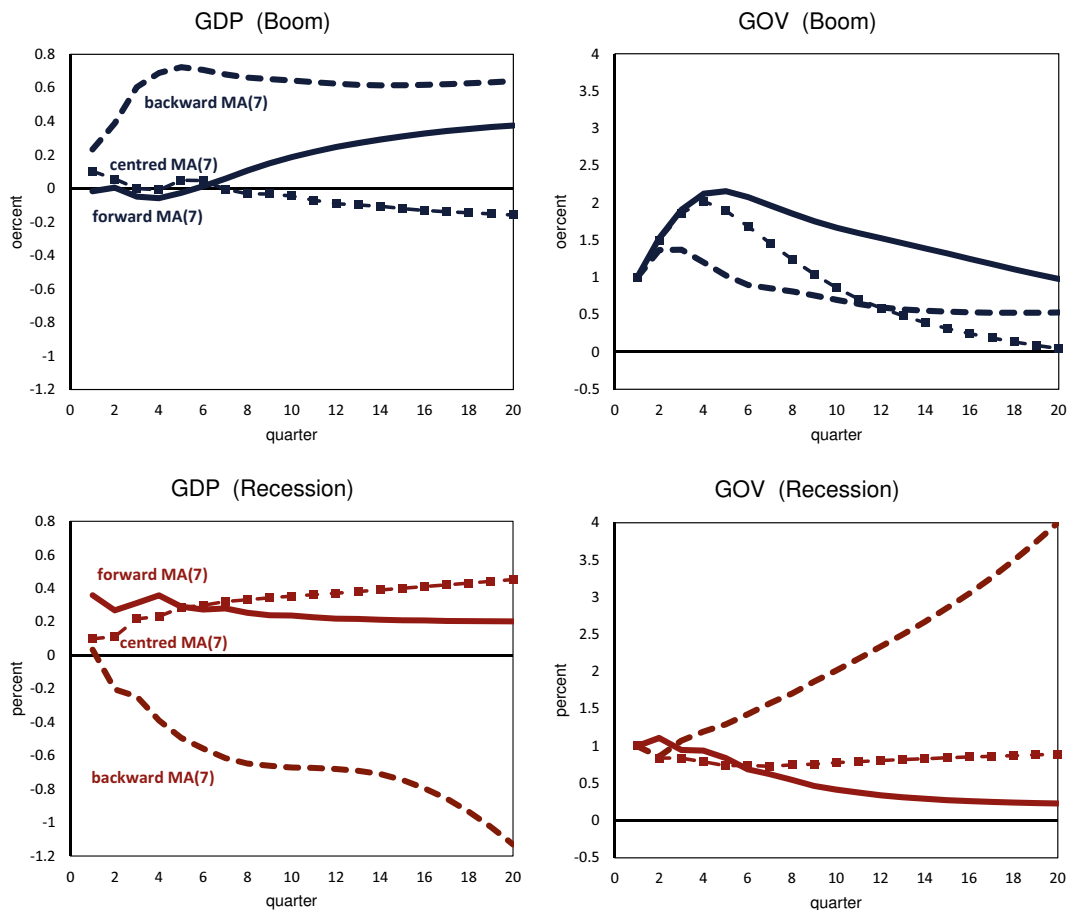 GDP (Boom)
0.8
0.6
0.4
0.2
0
-0.2
-0.4
-0.6
-0.8
-1
-1.2
oercent
backward MA(7)
centred MA(7)
forward MA(7)
0 2 4 6 8 10 12 14 16 18 20
quarter
GOV (Boom)
4
3.5
3
2.5
2
1.5
1
0.5
0
-0.5
oercent
0 2 4 6 8 10 12 14 16 18 20
quarter
GDP (Recession)
0.8
0.6
0.4
0.2
0
-0.2
-0.4
-0.6
-0.8
-1
-1.2
percent
forward MA(7)
centred MA(7)
backward MA(7)
0 2 4 6 8 10 12 14 16 18 20
quarter
GOV (Recession)
4
3.5
3
2.5
2
1.5
1
0.5
0
-0.5
percent
0 2 4 6 8 10 12 14 16 18 20
quarter